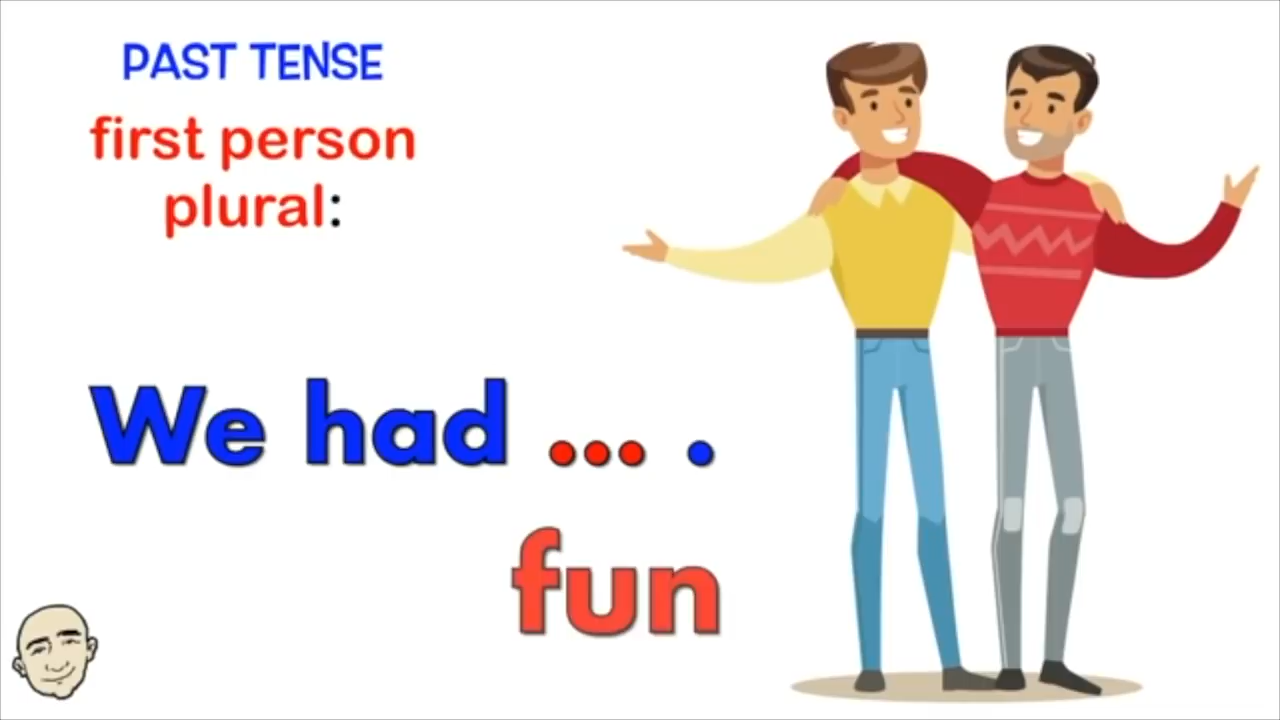 PAST TENSE
first person
plural:
We had ... .
fun